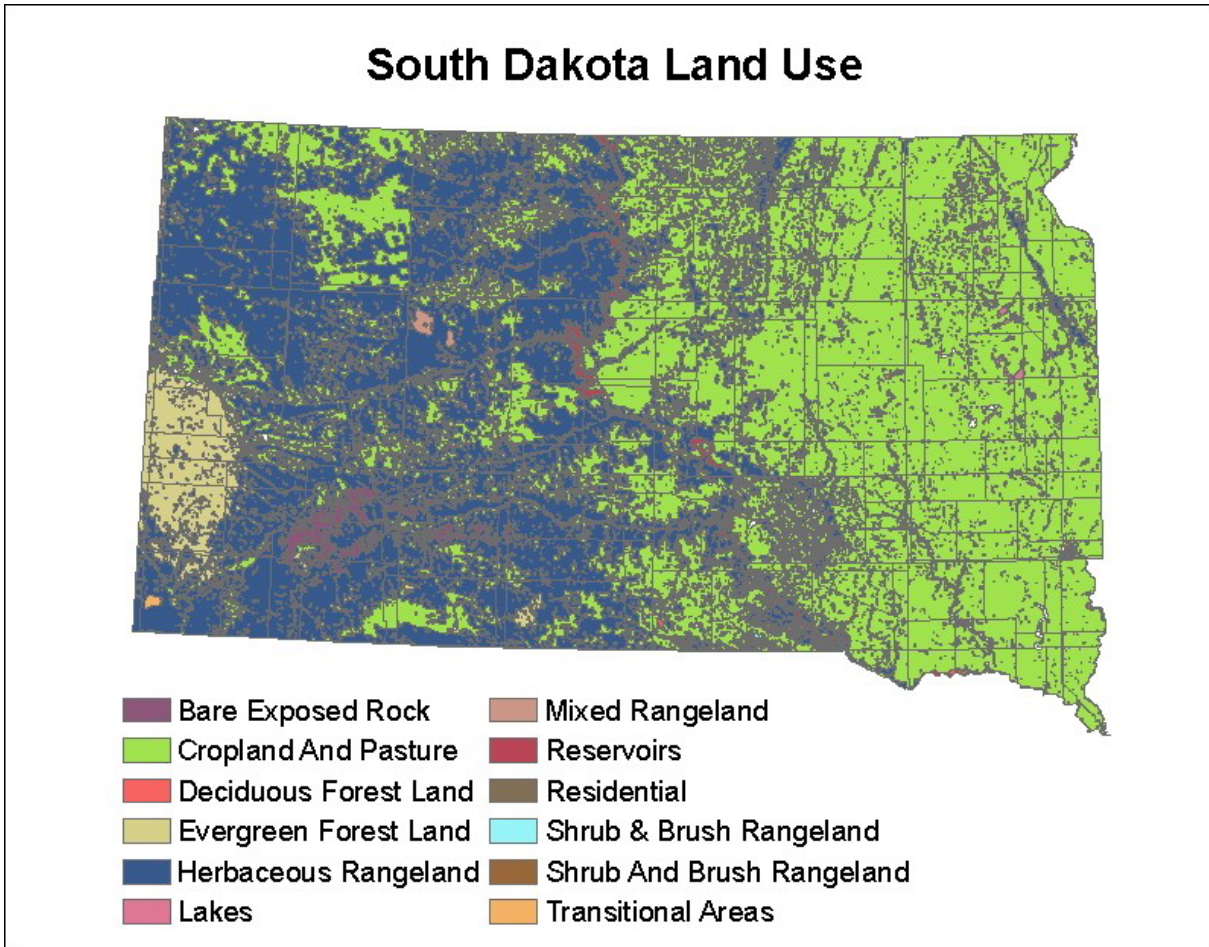 South Dakota Land Use
Bare Exposed Rock
Cropland And Pasture
Deciduous Forest Land
Evergreen Forest Land
Herbaceous Rangeland
Lakes
Mixed Rangeland
Reservoirs
Residential
Shrub & Brush Rangeland
Shrub And Brush Rangeland
Transitional Areas